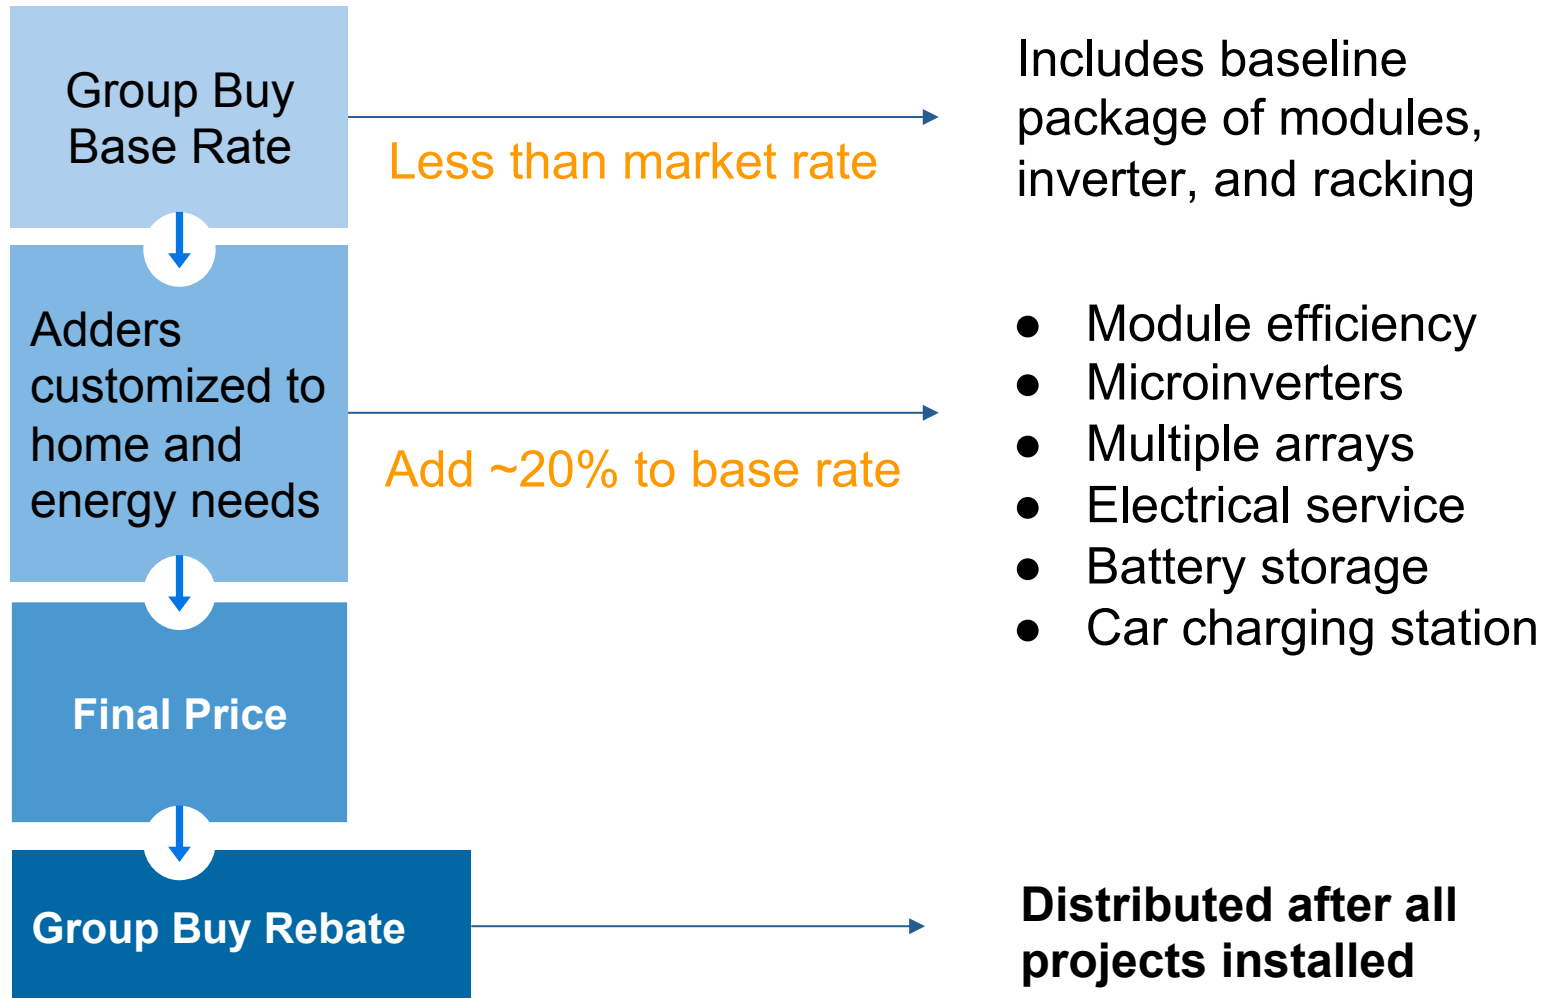 Group Buy
Base Rate
Less than market rate
Includes baseline
package of modules,
inverter, and racking
Adders
customized to
home and
energy needs
Add ~20% to base rate
● Module efficiency
● Microinverters
● Multiple arrays
● Electrical service
● Battery storage
● Car charging station
Final Price
Group Buy Rebate
Distributed after all
projects installed